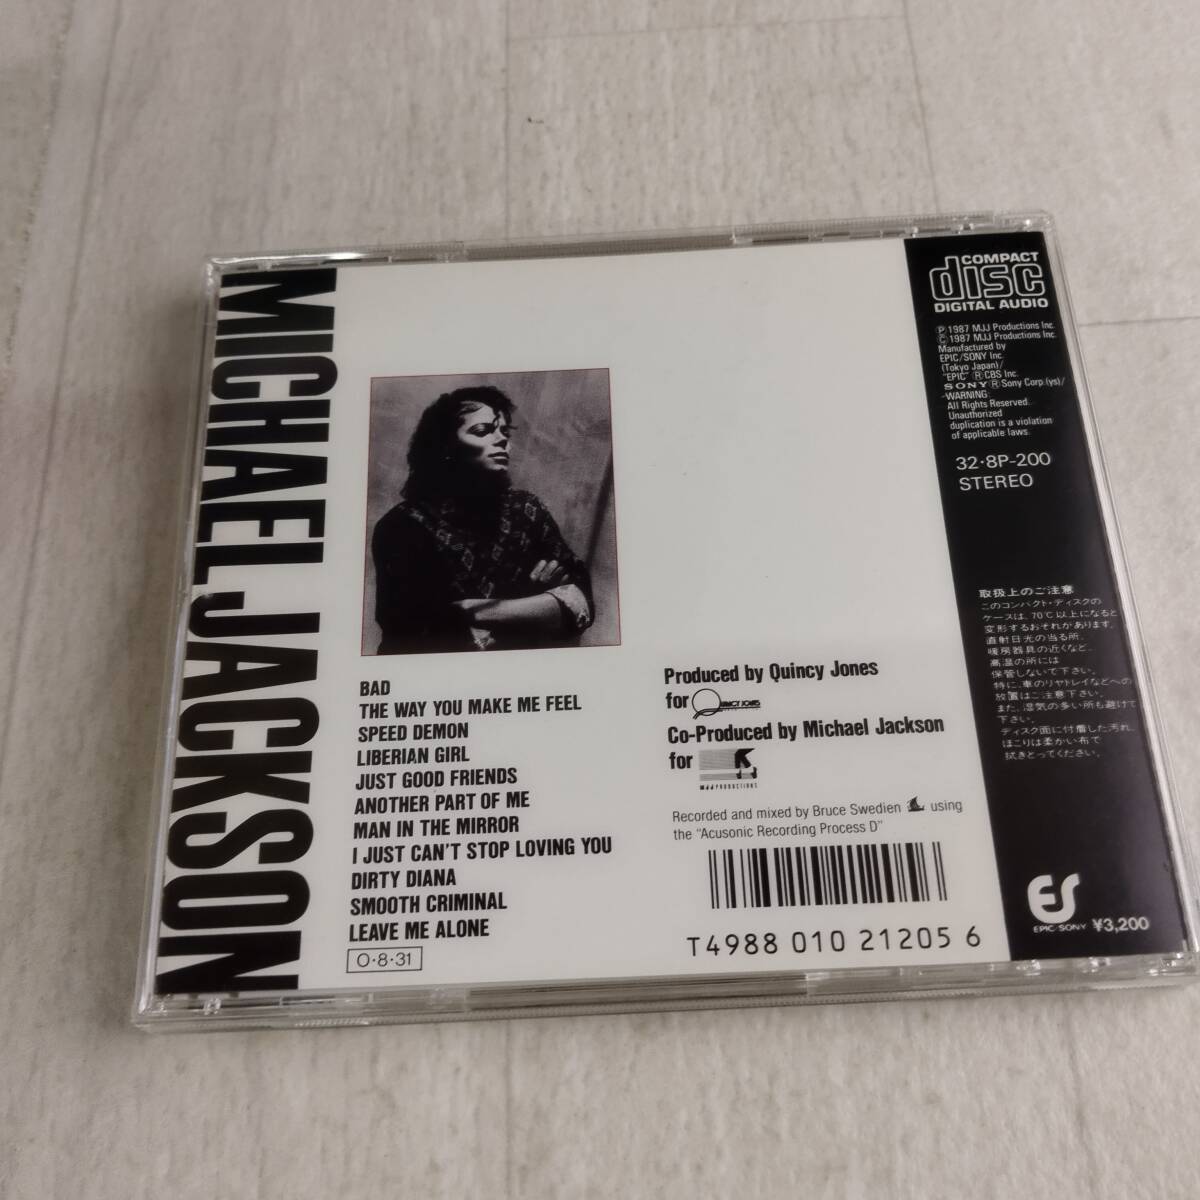 MICHAEL JACKSON
BAD
THE WAY YOU MAKE ME FEEL
SPEED DEMON
LIBERIAN GIRL
JUST GOOD FRIENDS
ANOTHER PART OF ME
MAN IN THE MIRROR
I JUST CAN'T STOP LOVING YOU
DIRTY DIANA
SMOOTH CRIMINAL
LEAVE ME ALONE
O·8·31
Produced by Quincy Jones
for QUINCY JONES
Co-Produced by Michael Jackson
for
MJJ PRODUCTIONS
Recorded and mixed by Bruce Swedien using
the "Acusonic Recording Process D"
T4988 010 21205 6
COMPACT
disc
DIGITAL AUDIO
Ⓟ 1987 MJJ Productions Inc.
Ⓒ 1987 MJJ Productions Inc.
Manufactured by
EPIC/SONY Inc.
(Tokyo Japan)/
"EPIC" Ⓡ CBS Inc.
SONY Ⓡ Sony Corp.(ys)/
-WARNING:
All Rights Reserved.
Unauthorized
duplication is a violation
of applicable laws.
32·8P-200
STEREO
取扱上のご注意
このコンパクト・ディスクの
ケースは、70℃以上になると
変形するおそれがあります。
直射日光の当る所、
暖房器具の近くなど、
高温の所には
保管しないで下さい。
特に、車のリヤトレイなどへの
放置はご注意下さい。
また、湿気の多い所も避けて
下さい。
ディスク面に付着した汚れ、
ほこりは柔かい布で
拭きとってください。
ES
EPIC/SONY ¥3,200